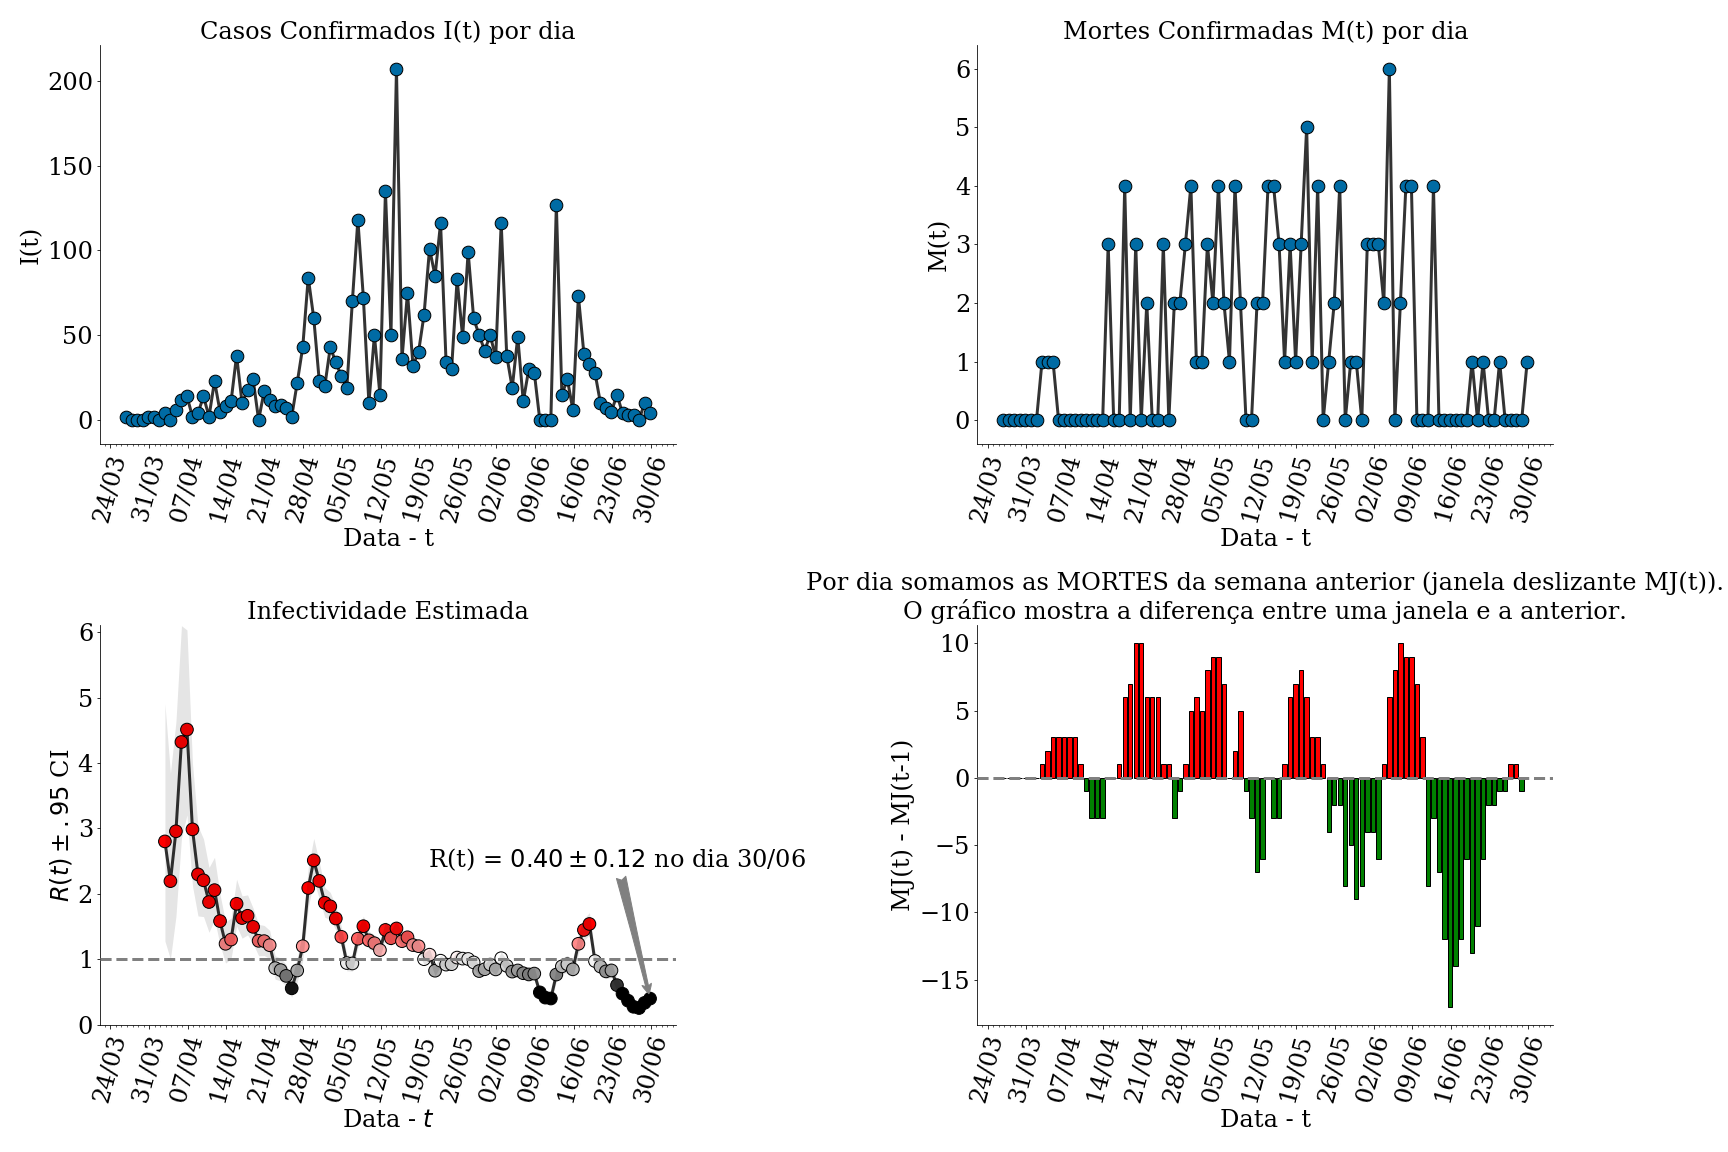 Casos Confirmados I(t) por dia
I(t)
200
150
100
50
0
24/03 31/03 07/04 14/04 21/04 28/04 05/05 12/05 19/05 26/05 02/06 09/06 16/06 23/06 30/06
Data - t
Mortes Confirmadas M(t) por dia
M(t)
6
5
4
3
2
1
0
24/03 31/03 07/04 14/04 21/04 28/04 05/05 12/05 19/05 26/05 02/06 09/06 16/06 23/06 30/06
Data - t
Infectividade Estimada
R(t) ± .95 CI
6
5
4
3
2
1
0
R(t) = 0.40 ± 0.12 no dia 30/06
24/03 31/03 07/04 14/04 21/04 28/04 05/05 12/05 19/05 26/05 02/06 09/06 16/06 23/06 30/06
Data - t
Por dia somamos as MORTES da semana anterior (janela deslizante MJ(t)).
O gráfico mostra a diferença entre uma janela e a anterior.
MJ(t) - MJ(t-1)
10
5
0
−5
−10
−15
24/03 31/03 07/04 14/04 21/04 28/04 05/05 12/05 19/05 26/05 02/06 09/06 16/06 23/06 30/06
Data - t